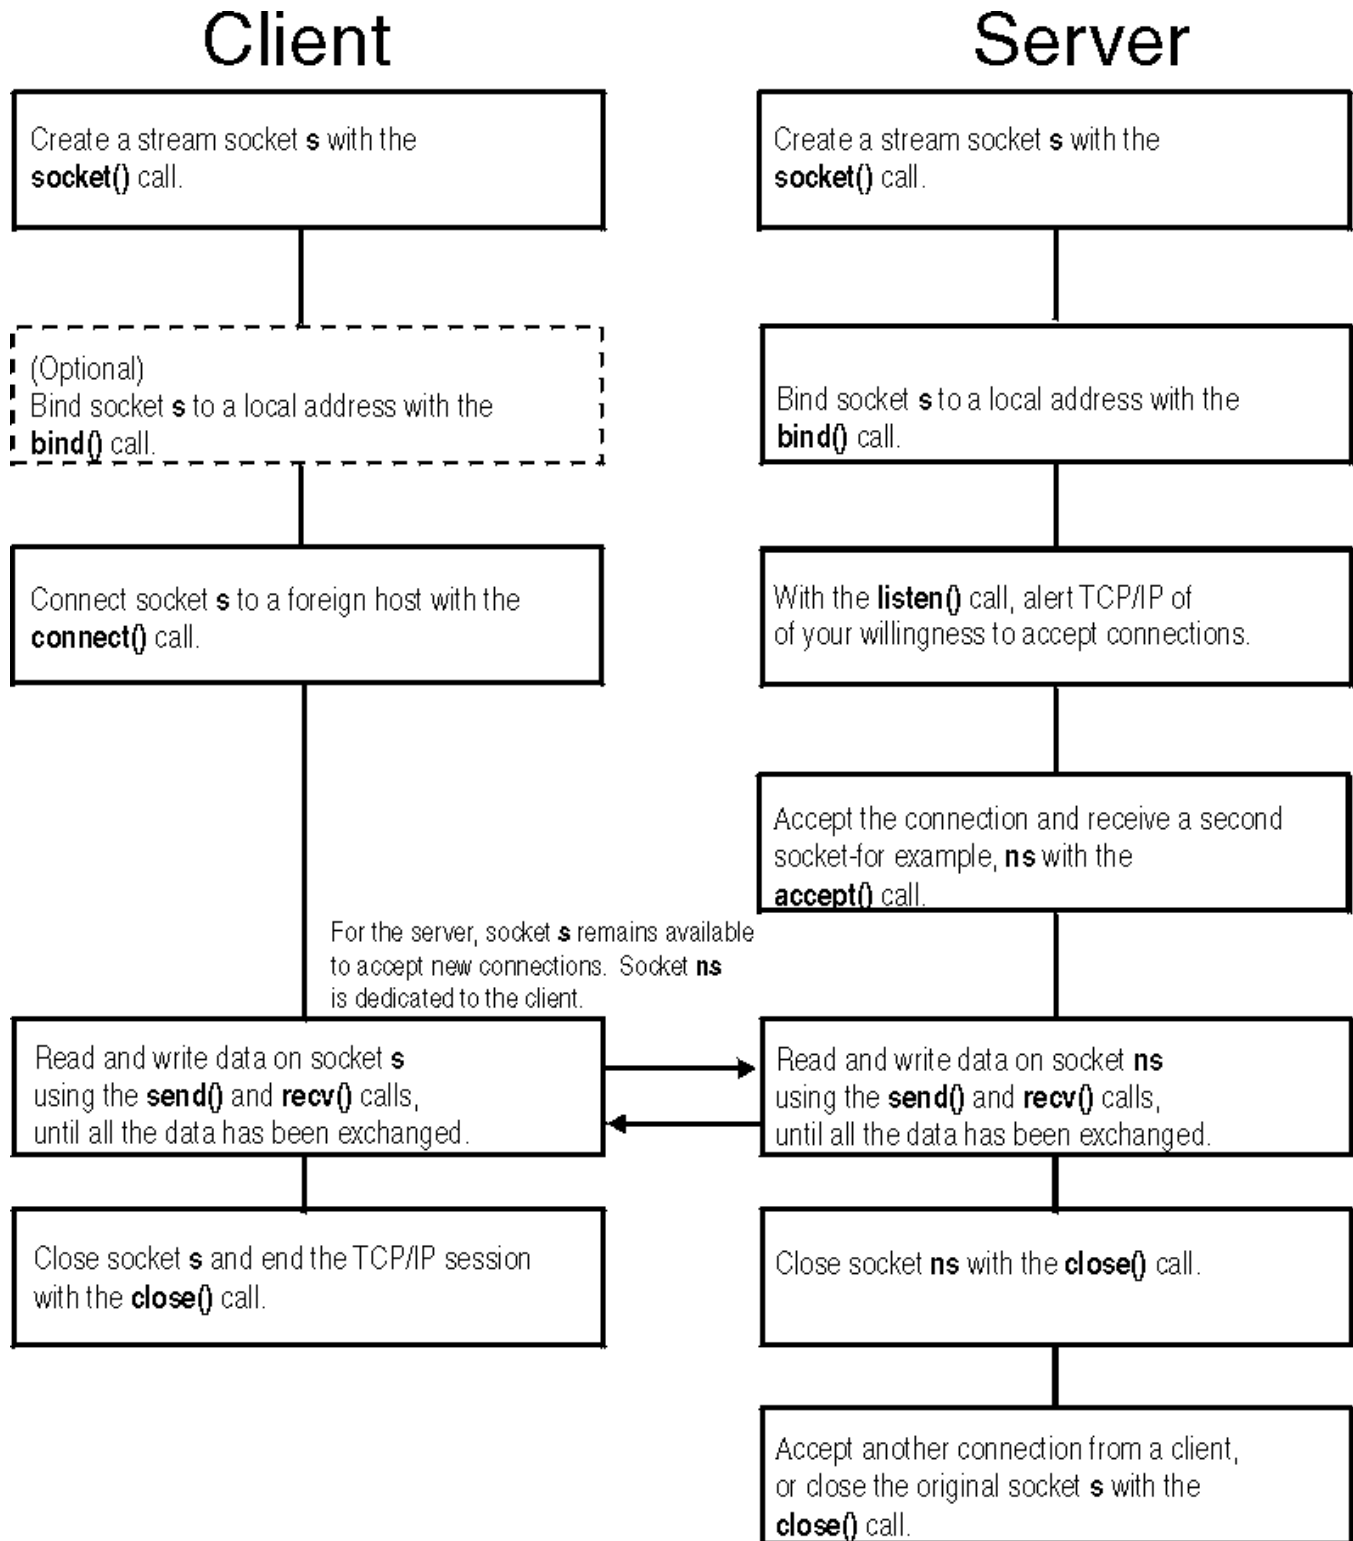 Client
Server
Create a stream socket s with the
socket() call.
Create a stream socket s with the
socket() call.
(Optional)
Bind socket s to a local address with the
bind() call.
Bind socket s to a local address with the
bind() call.
Connect socket s to a foreign host with the
connect() call.
With the listen() call, alert TCP/IP of
of your willingness to accept connections.
Accept the connection and receive a second
socket-for example, ns with the
accept() call.
For the server, socket s remains available
to accept new connections. Socket ns
is dedicated to the client.
Read and write data on socket s
using the send() and recv() calls,
until all the data has been exchanged.
Read and write data on socket ns
using the send() and recv() calls,
until all the data has been exchanged.
Close socket s and end the TCP/IP session
with the close() call.
Close socket ns with the close() call.
Accept another connection from a client,
or close the original socket s with the
close() call.